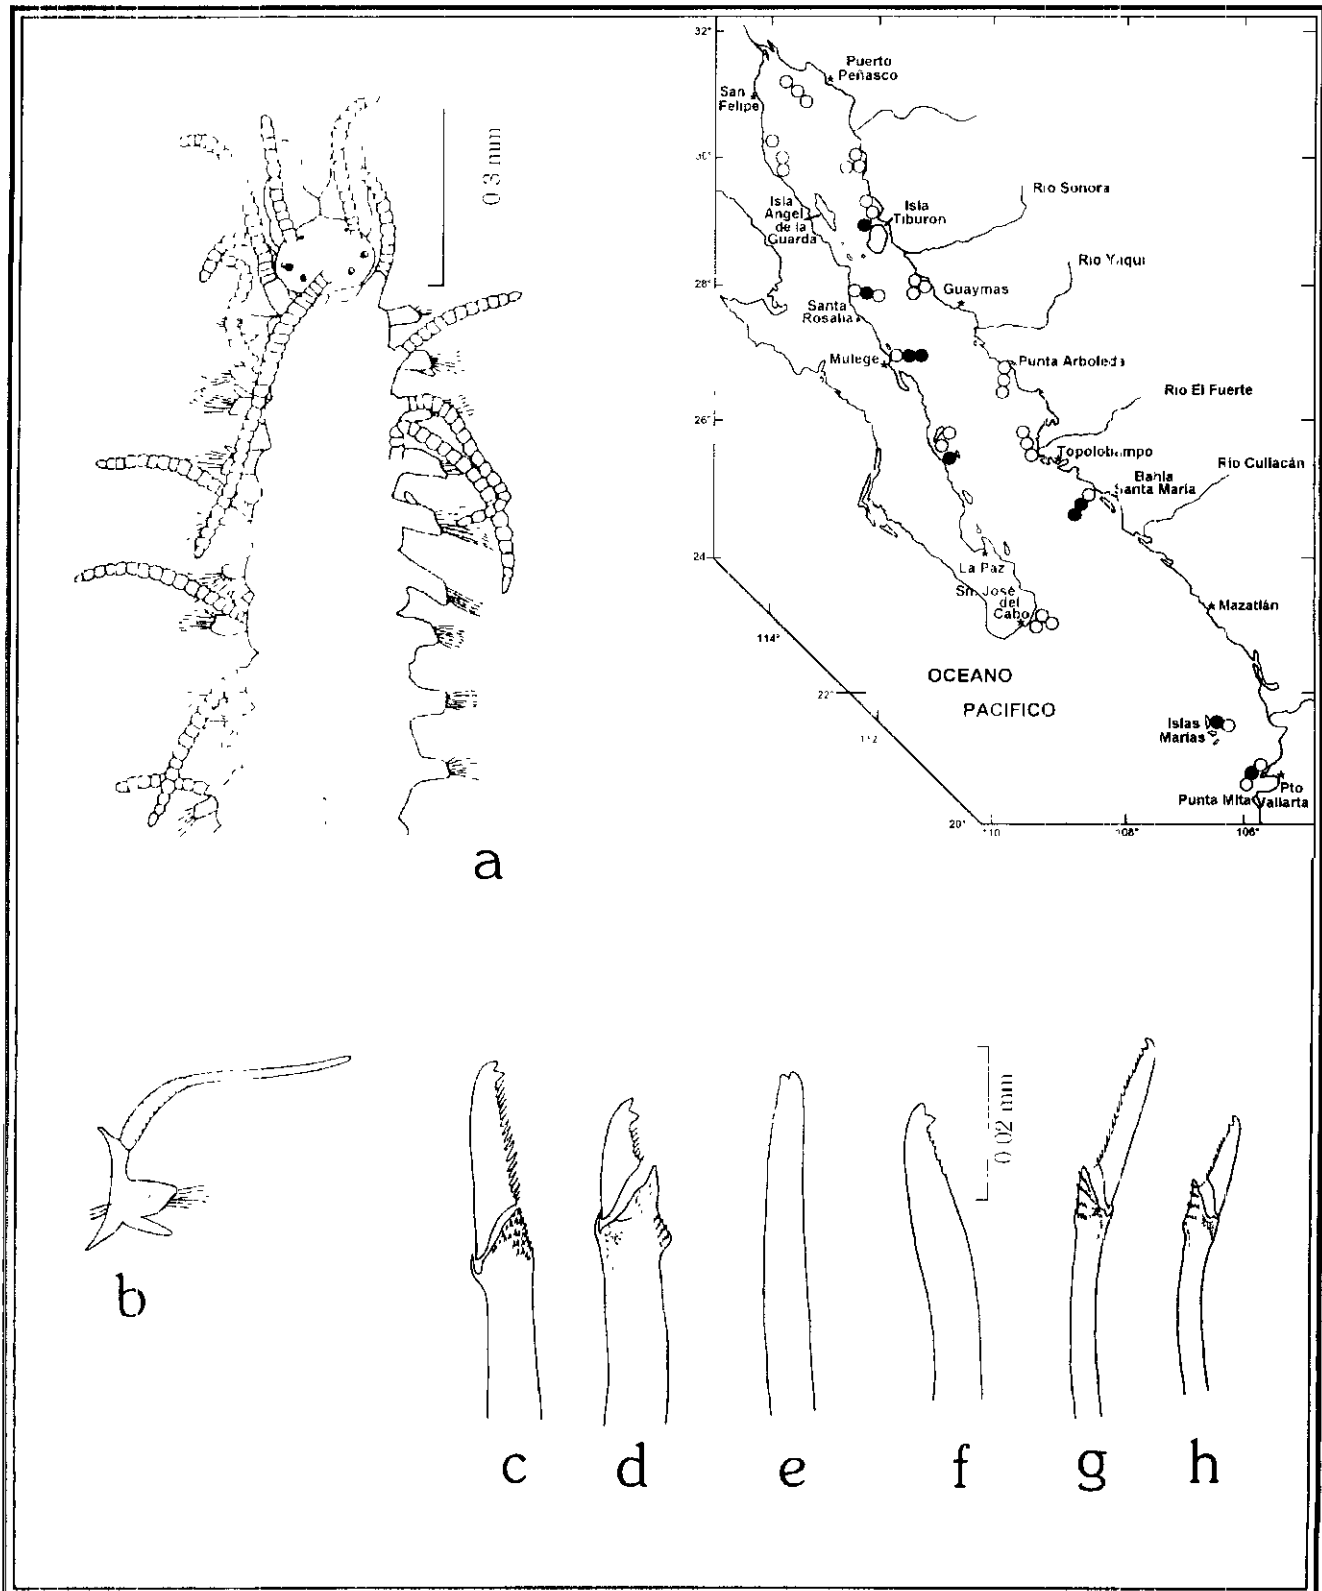 32°
Puerto
Peñasco
San
Felipe
0.3 mm
Rio Sonora
Isla
Angel
de la
Guarda
Isla
Tiburon
Rio Yaqui
28°
Guaymas
Santa
Rosalia
Mulege
Punta Arboleda
Rio El Fuerte
26°
Topolobampo
Río Culiacán
Bahia
Santa María
24
La Paz
Sn. José
del
Cabo
Mazatlán
114°
OCEANO
PACIFICO
22°
Islas
Marias
Punta Mita
Pto
Vallarta
20°
110
108°
106°
a
0.02 mm
b
c
d
e
f
g
h